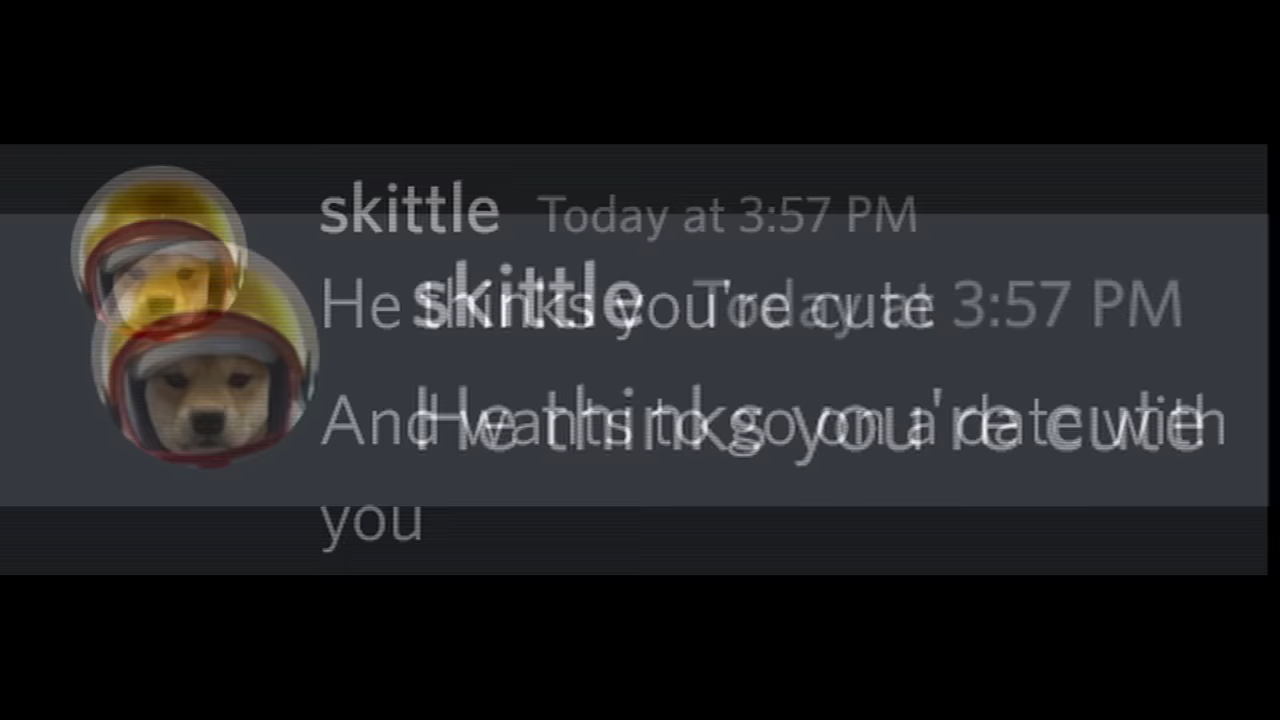 skittle Today at 3:57 PM
He thinks you're cute
And wants to go on a date with
you
skittle Today at 3:57 PM
He thinks you're cute